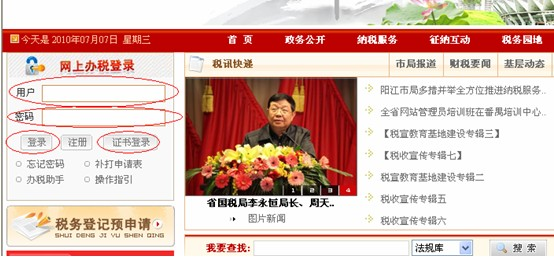 今天是 2010年07月07日 星期三
首 页 政务公开 纳税服务 征纳互动 税务园地
网上办税登录
用户
密码
登录 注册 证书登录
忘记密码 补打申请表
办税助手 操作指引
税务登记预申请
SHUI DENG JI YU SHEN QING
税讯快递
1 2 3 4
省国税局李永恒局长、周天..
图片新闻
市局报道 财税要闻 基层动态
阳江市局多措并举全方位推进纳税服务..
全省网站管理员培训班在番禺培训中心..
【税宣教育基地建设专辑三】
【税收宣传专辑七】
税宣教育基地建设专辑二
税收宣传专辑五
税收宣传专辑六
我要查找: 法规库 搜 索